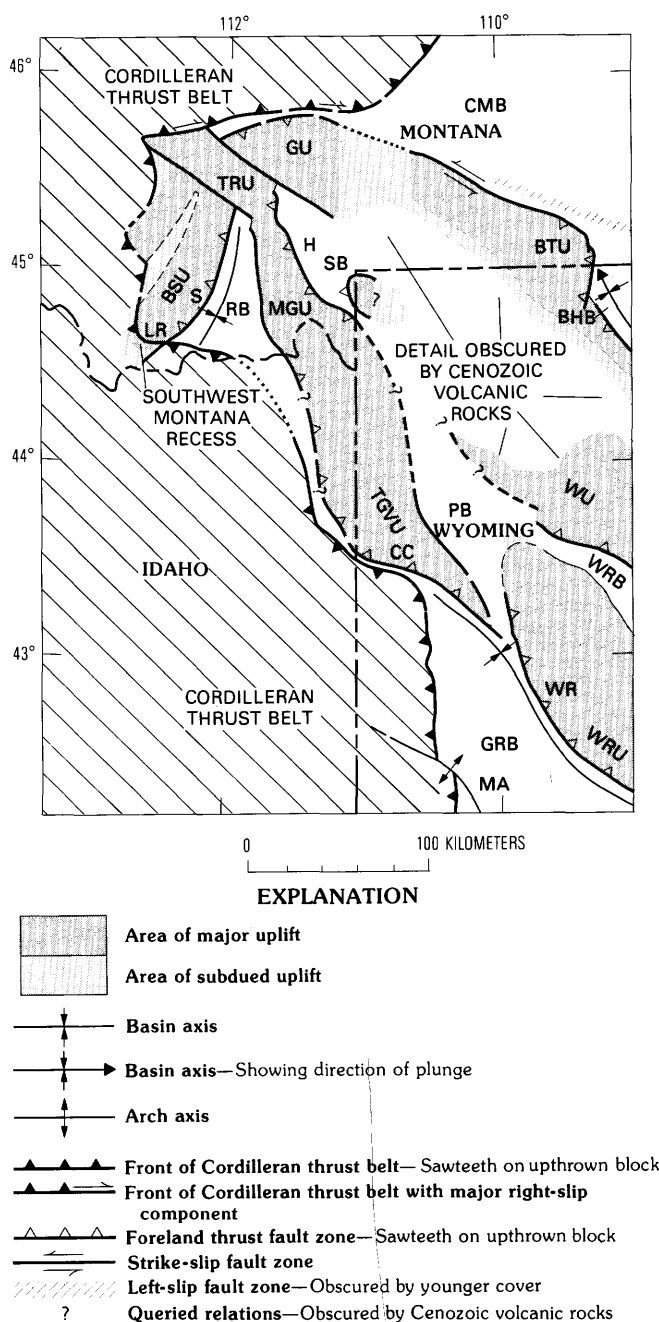 112°
110°
46°
CORDILLERAN
THRUST BELT
CMB
MONTANA
GU
TRU
H
SB
BTU
45°
BSU
S
RB
MGU
?
BHB
LR
DETAIL OBSCURED
BY CENOZOIC
VOLCANIC
ROCKS
SOUTHWEST
MONTANA
RECESS
?
?
?
44°
?
?
WU
TGVU
PB
WYOMING
CC
IDAHO
WRB
43°
WR
CORDILLERAN
THRUST BELT
WRU
GRB
MA
0 100 KILOMETERS
EXPLANATION
Area of major uplift
Area of subdued uplift
Basin axis
Basin axis—Showing direction of plunge
Arch axis
Front of Cordilleran thrust belt— Sawteeth on upthrown block
Front of Cordilleran thrust belt with major right-slip
component
Foreland thrust fault zone—Sawteeth on upthrown block
Strike-slip fault zone
Left-slip fault zone—Obscured by younger cover
? Queried relations—Obscured by Cenozoic volcanic rocks